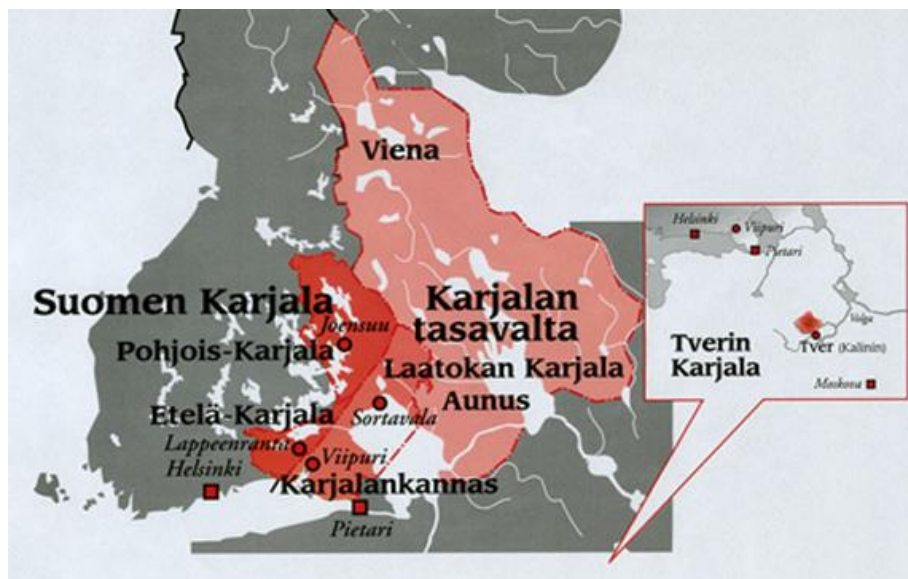 Viena
Suomen Karjala
Karjalan
tasavalta
Joensuu
Pohjois-Karjala
Laatokan Karjala
Aunus
Etelä-Karjala
Sortavala
Lappeenranta
Viipuri
Helsinki
Karjalankannas
Pietari
Helsinki
Viipuri
Pietari
Volga
Tver (Kalinin)
Tverin
Karjala
Moskova